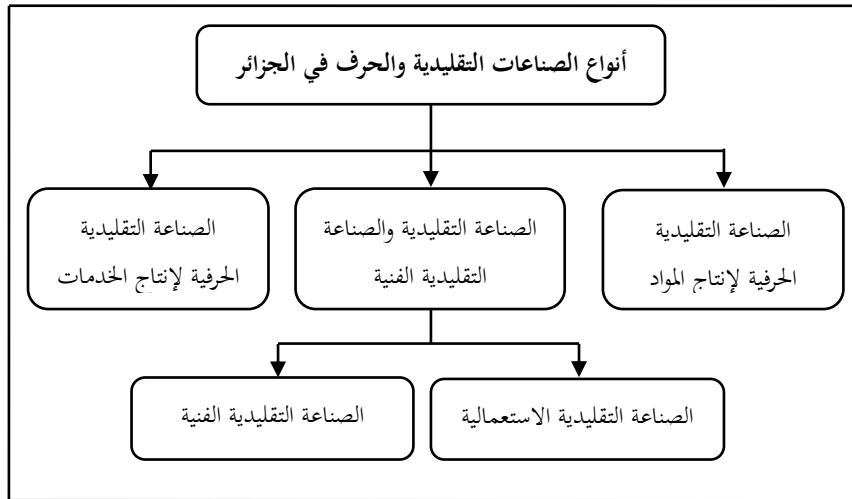 أنواع الصناعات التقليدية والحرف في الجزائر
الصناعة التقليدية
الحرفية لإنتاج المواد
الصناعة التقليدية والصناعة
التقليدية الفنية
الصناعة التقليدية
الحرفية لإنتاج الخدمات
الصناعة التقليدية الاستعمالية
الصناعة التقليدية الفنية